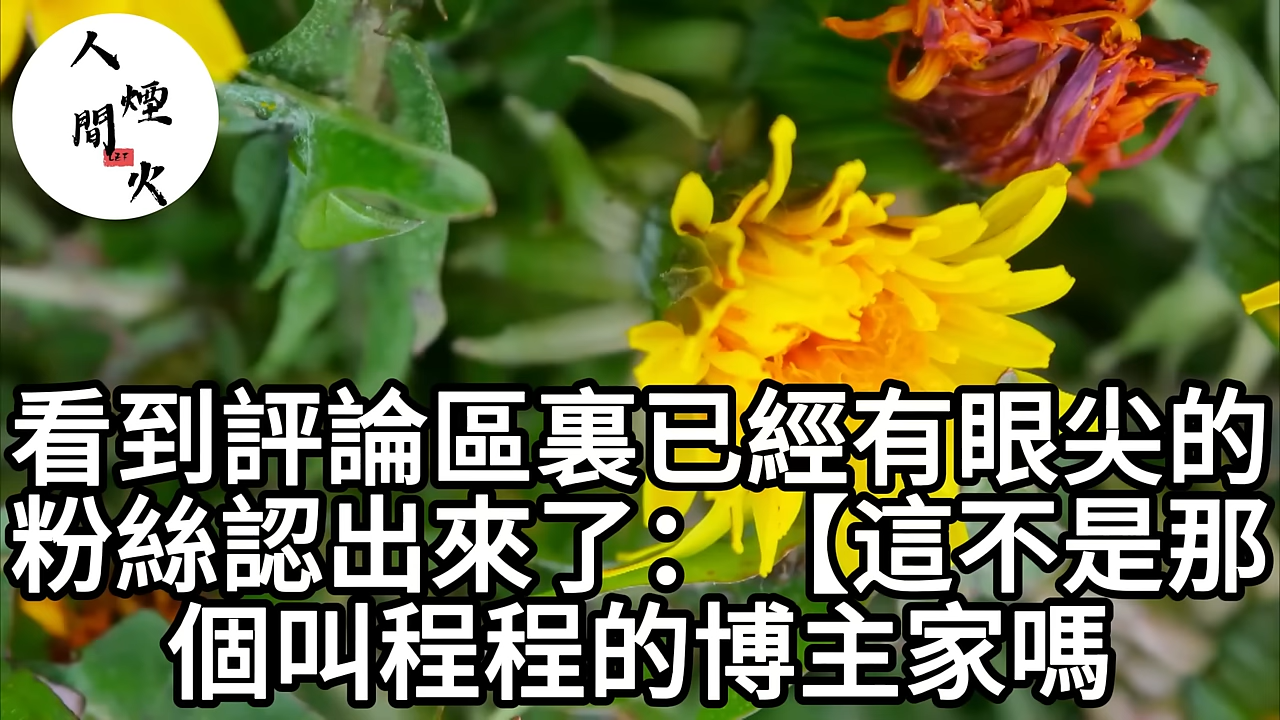 人間煙火
LZT
看到評論區裏已經有眼尖的
粉絲認出來了：【這不是那
個叫程程的博主家嗎